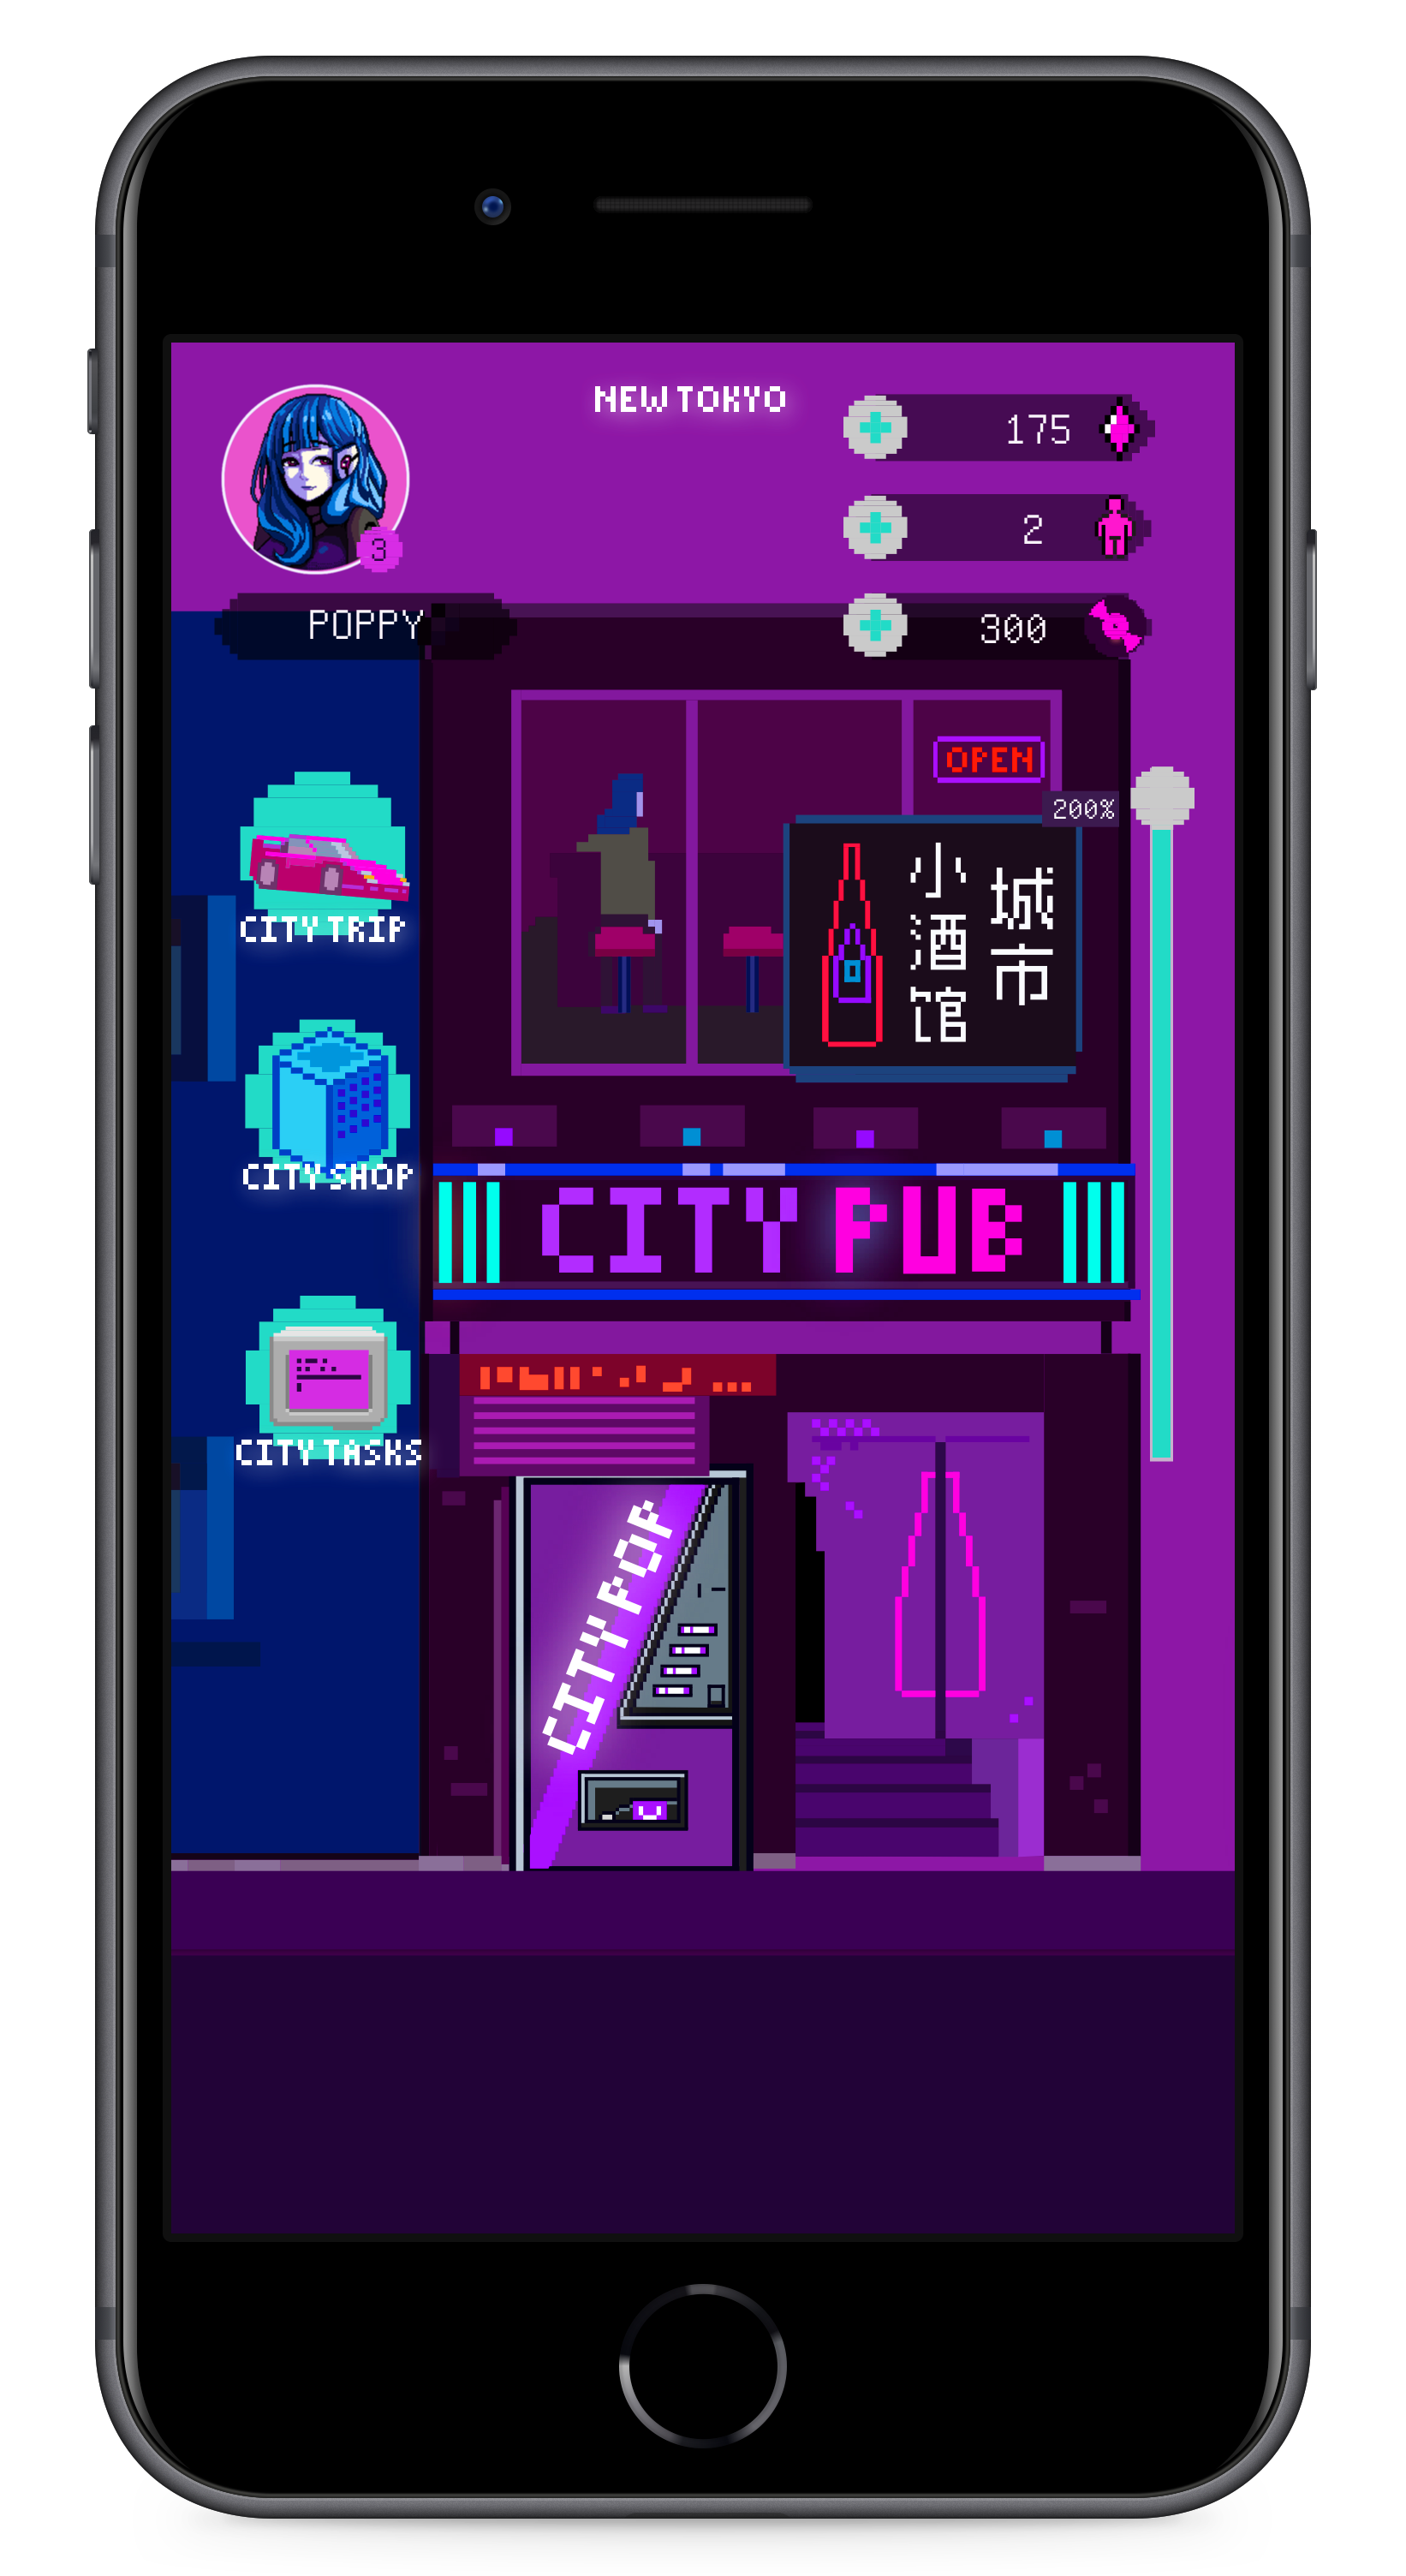 NEW TOKYO
175
3
2
POPPY
300
OPEN
200%
城市
小酒馆
CITY TRIP
CITY SHOP
CITY PUB
CITY TASKS
CITY POP